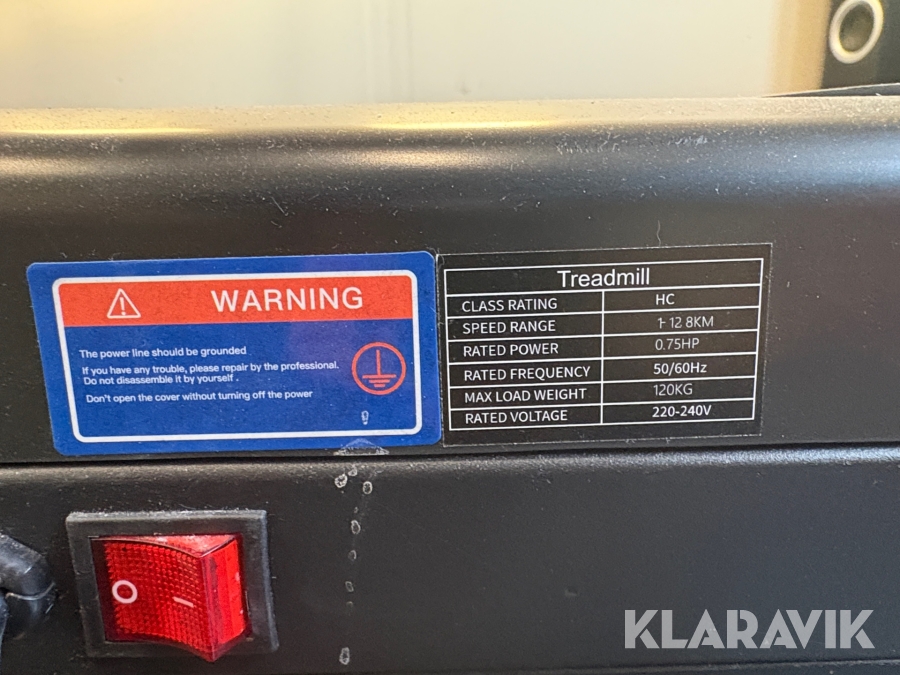 WARNING
The power line should be grounded
If you have any trouble, please repair by the professional.
Do not disassemble it by yourself .
Don't open the cover without turning off the power
Treadmill
CLASS RATING HC
SPEED RANGE 1-12.8KM
RATED POWER 0.75HP
RATED FREQUENCY 50/60Hz
MAX LOAD WEIGHT 120KG
RATED VOLTAGE 220-240V
O –
KLARAVIK